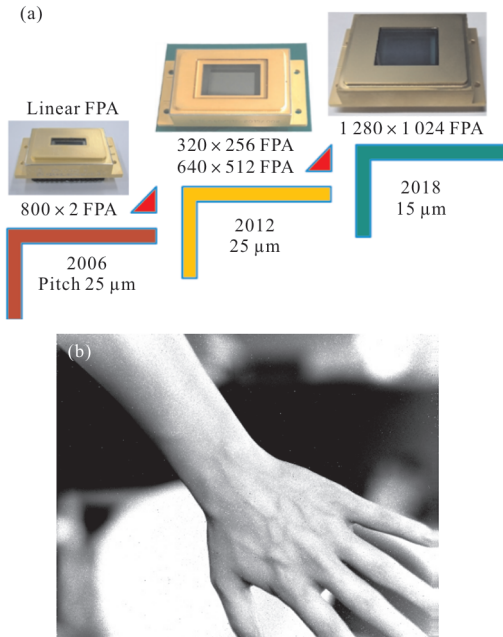 (a)
Linear FPA
800 × 2 FPA
2006
Pitch 25 μm
320 × 256 FPA
640 × 512 FPA
2012
25 μm
1 280 × 1 024 FPA
2018
15 μm
(b)